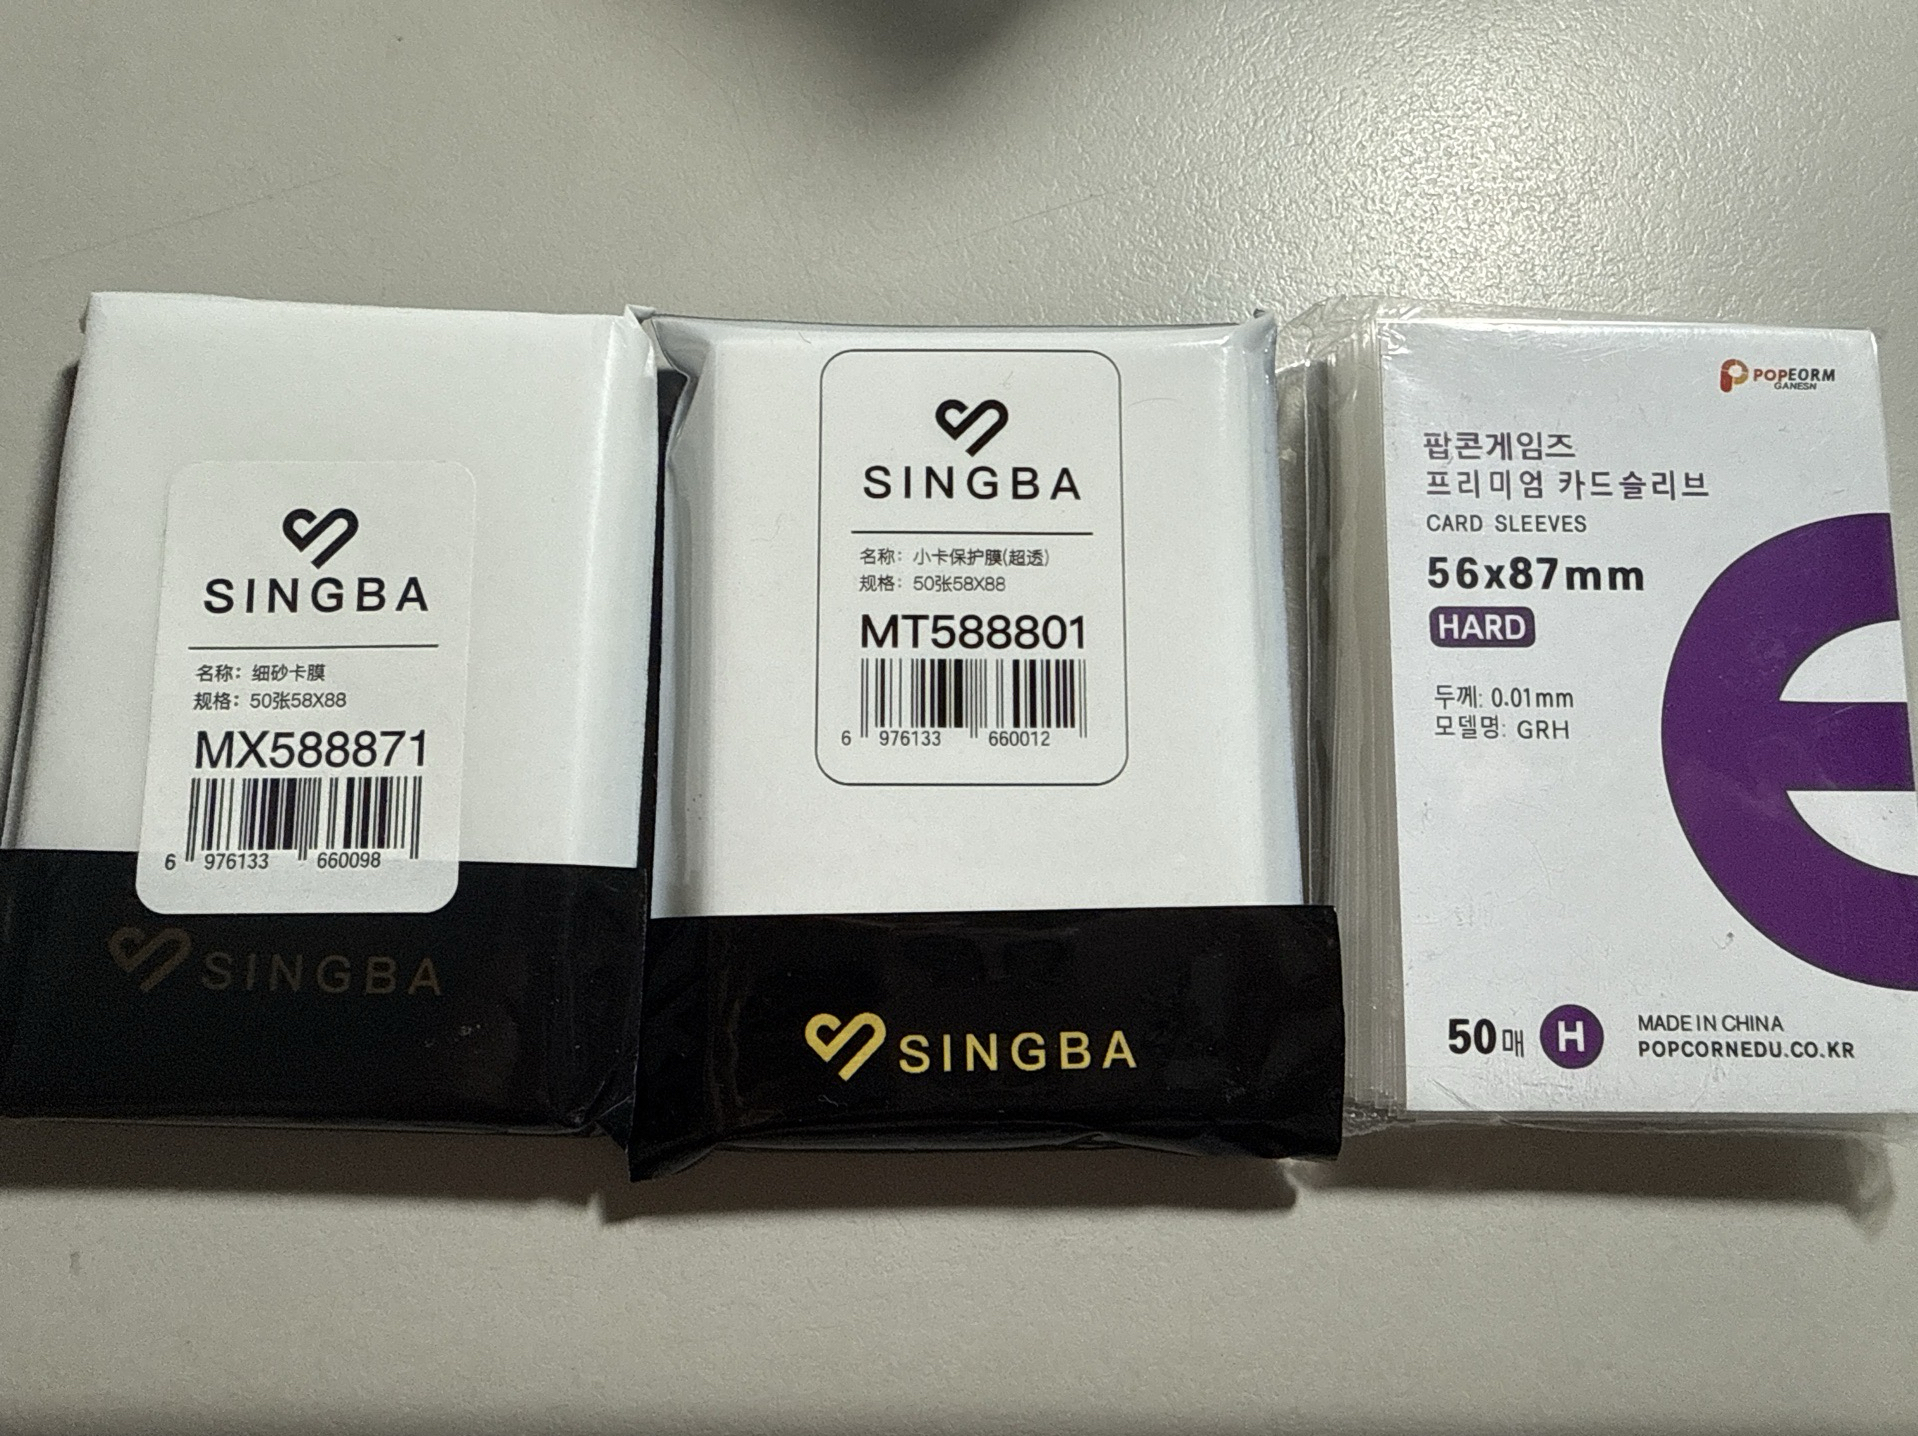 SINGBA
名称：细砂卡膜
规格：50张58X88
MX588871
6 976133 660098
SINGBA
SINGBA
名称：小卡保护膜(超透)
规格：50张58X88
MT588801
6 976133 660012
SINGBA
POPEORM
GANESN
팝콘게임즈
프리미엄 카드슬리브
CARD SLEEVES
56x87mm
HARD
두께: 0.01mm
모델명: GRH
50매 H
MADE IN CHINA
POPCORNEDU.CO.KR